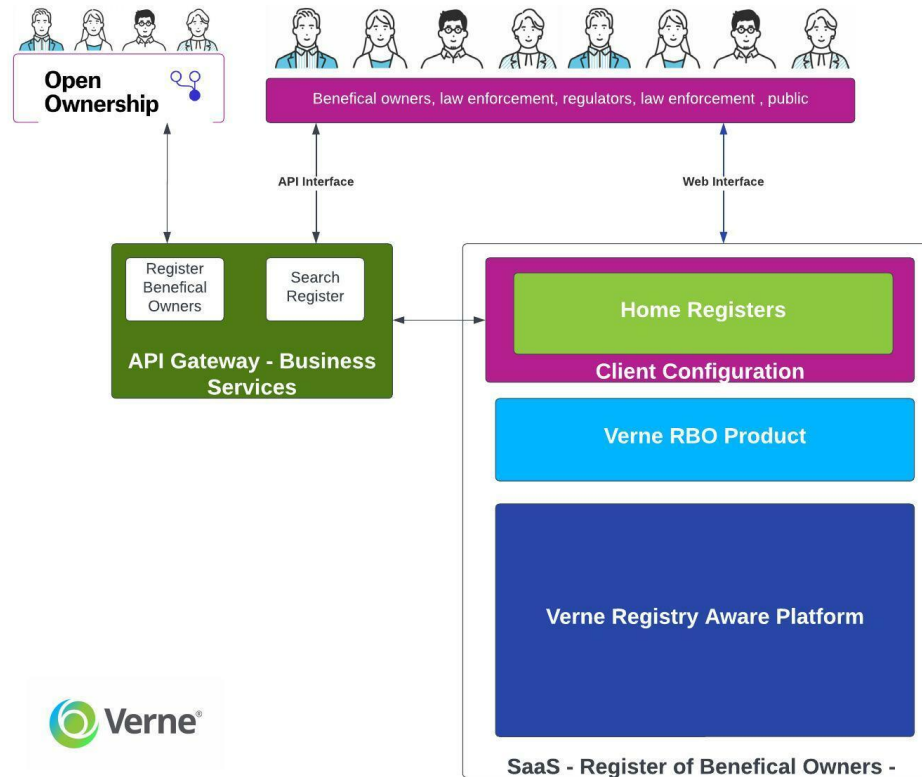 Open
Ownership
Benefical owners, law enforcement, regulators, law enforcement , public
API Interface
Web Interface
Register
Benefical
Owners
Search
Register
API Gateway - Business
Services
Home Registers
Client Configuration
Verne RBO Product
Verne Registry Aware Platform
Verne®
SaaS - Register of Benefical Owners -